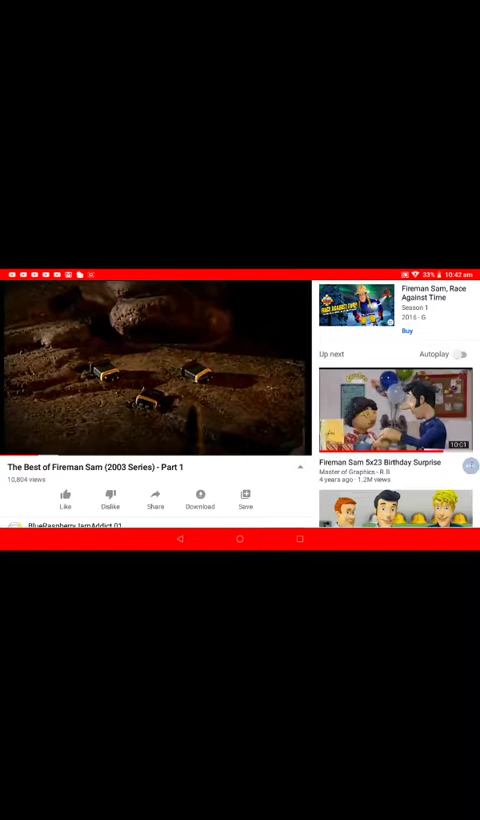 33% 10:42 am
Fireman Sam, Race
Against Time
Season 1
2016 · G
Buy
Up next
Autoplay
10:01
The Best of Fireman Sam (2003 Series) - Part 1
10,804 views
Fireman Sam 5x23 Birthday Surprise
Master of Graphics - R.B
4 years ago · 1.2M views
Like
Dislike
Share
Download
Save
BlueRaspberryJamAddict 01